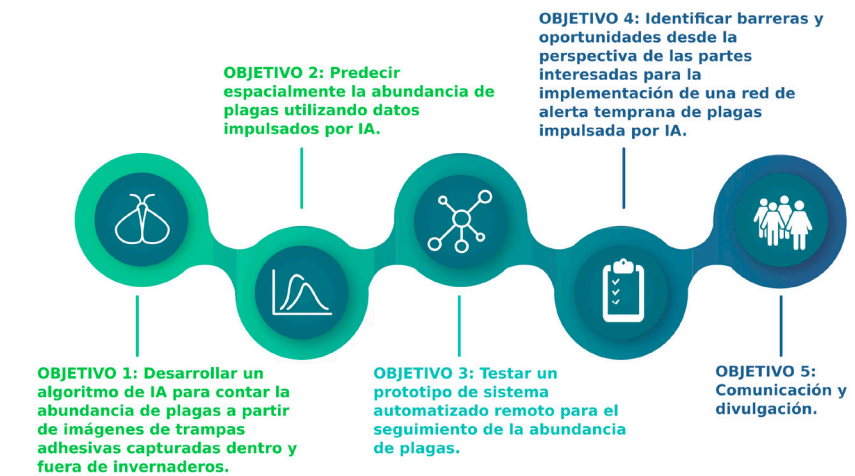 OBJETIVO 1: Desarrollar un
algoritmo de IA para contar la
abundancia de plagas a partir
de imágenes de trampas
adhesivas capturadas dentro y
fuera de invernaderos.
OBJETIVO 2: Predecir
espacialmente la abundancia de
plagas utilizando datos
impulsados por IA.
OBJETIVO 3: Testar un
prototipo de sistema
automatizado remoto para el
seguimiento de la abundancia
de plagas.
OBJETIVO 4: Identificar barreras y
oportunidades desde la
perspectiva de las partes
interesadas para la
implementación de una red de
alerta temprana de plagas
impulsada por IA.
OBJETIVO 5:
Comunicación y
divulgación.